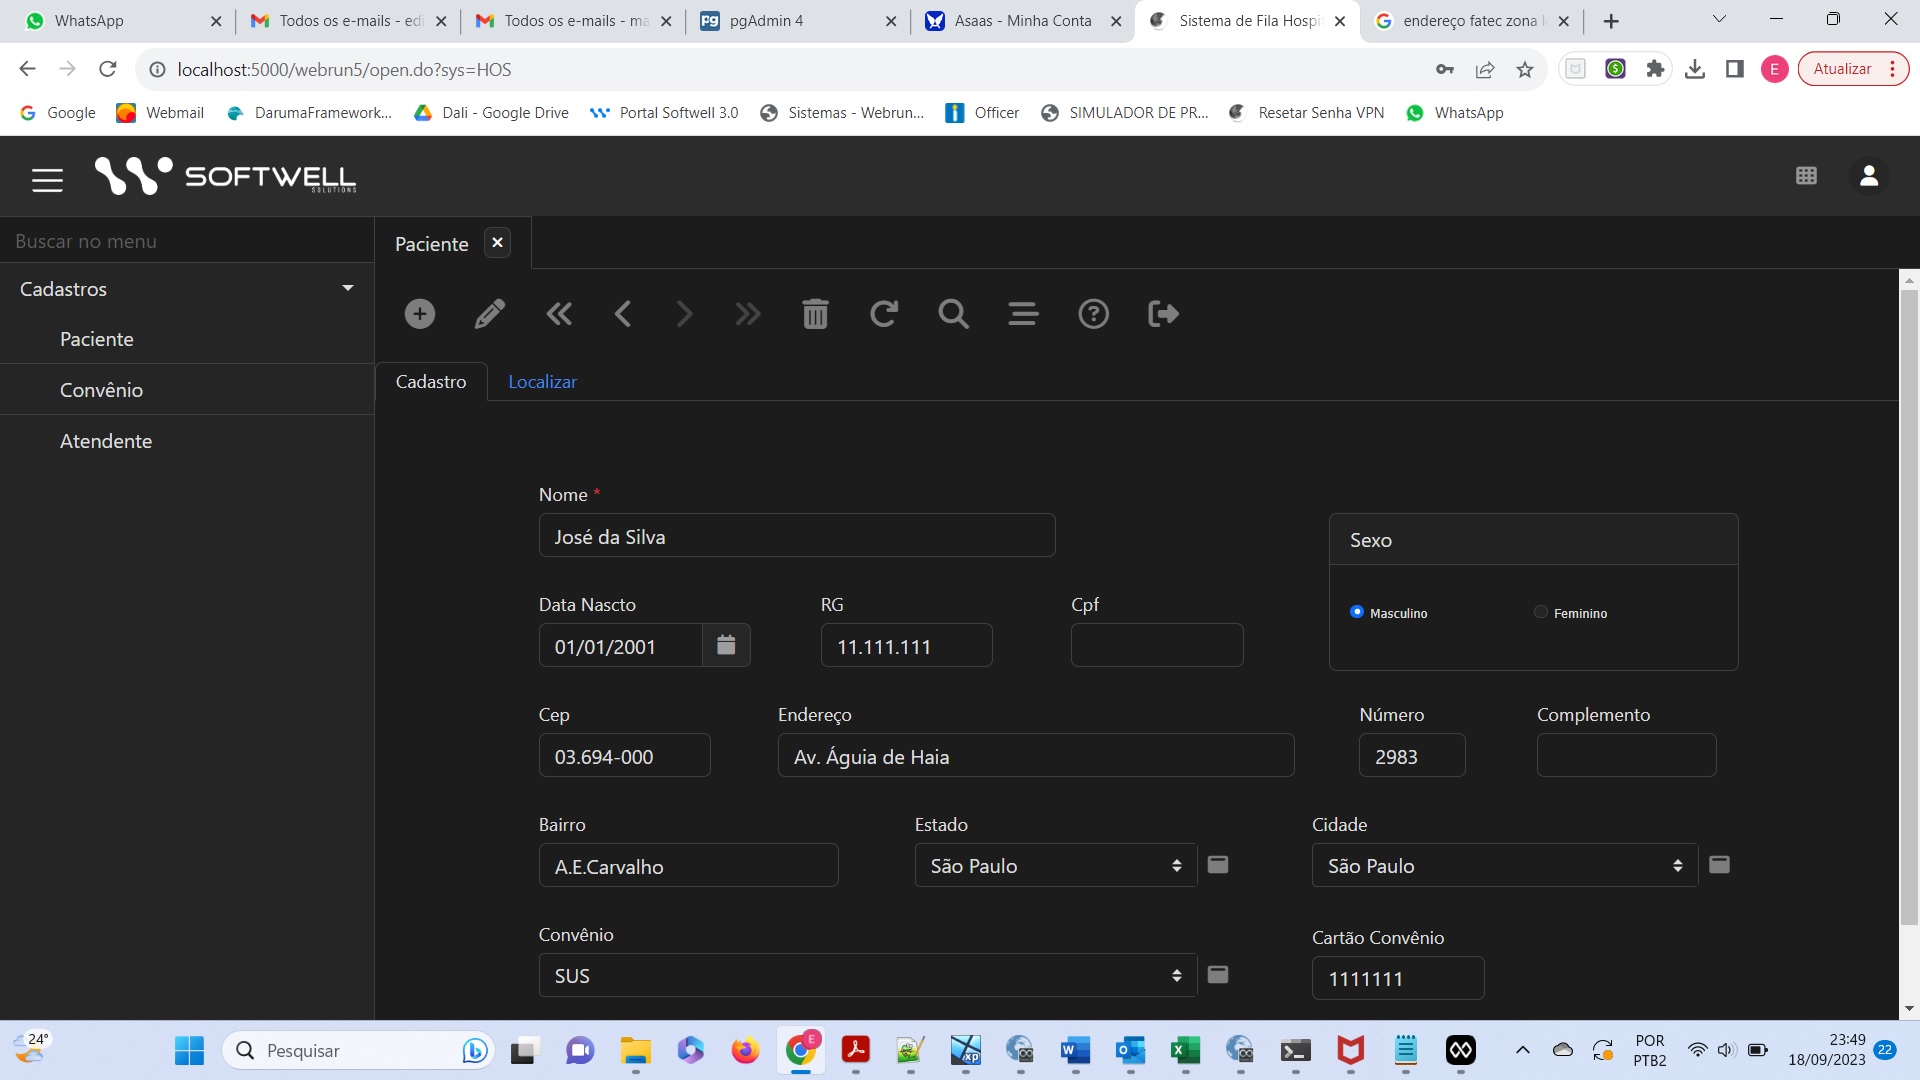 WhatsApp
Todos os e-mails - edi
Todos os e-mails - ma
pgAdmin 4
Asaas - Minha Conta
Sistema de Fila Hospi
endereço fatec zona l
localhost:5000/webrun5/open.do?sys=HOS
E
Atualizar
Google
Webmail
DarumaFramework...
Dali - Google Drive
Portal Softwell 3.0
Sistemas - Webrun...
Officer
SIMULADOR DE PR...
Resetar Senha VPN
WhatsApp
SOFTWELL
SOLUTIONS
Buscar no menu
Paciente
Cadastros
Paciente
Convênio
Atendente
Cadastro
Localizar
Nome *
José da Silva
Sexo
Masculino
Feminino
Data Nascto
RG
Cpf
01/01/2001
11.111.111
Cep
Endereço
Número
Complemento
03.694-000
Av. Águia de Haia
2983
Bairro
Estado
Cidade
A.E.Carvalho
São Paulo
São Paulo
Convênio
Cartão Convênio
SUS
1111111
24°
Pesquisar
POR
PTB2
23:49
18/09/2023
22